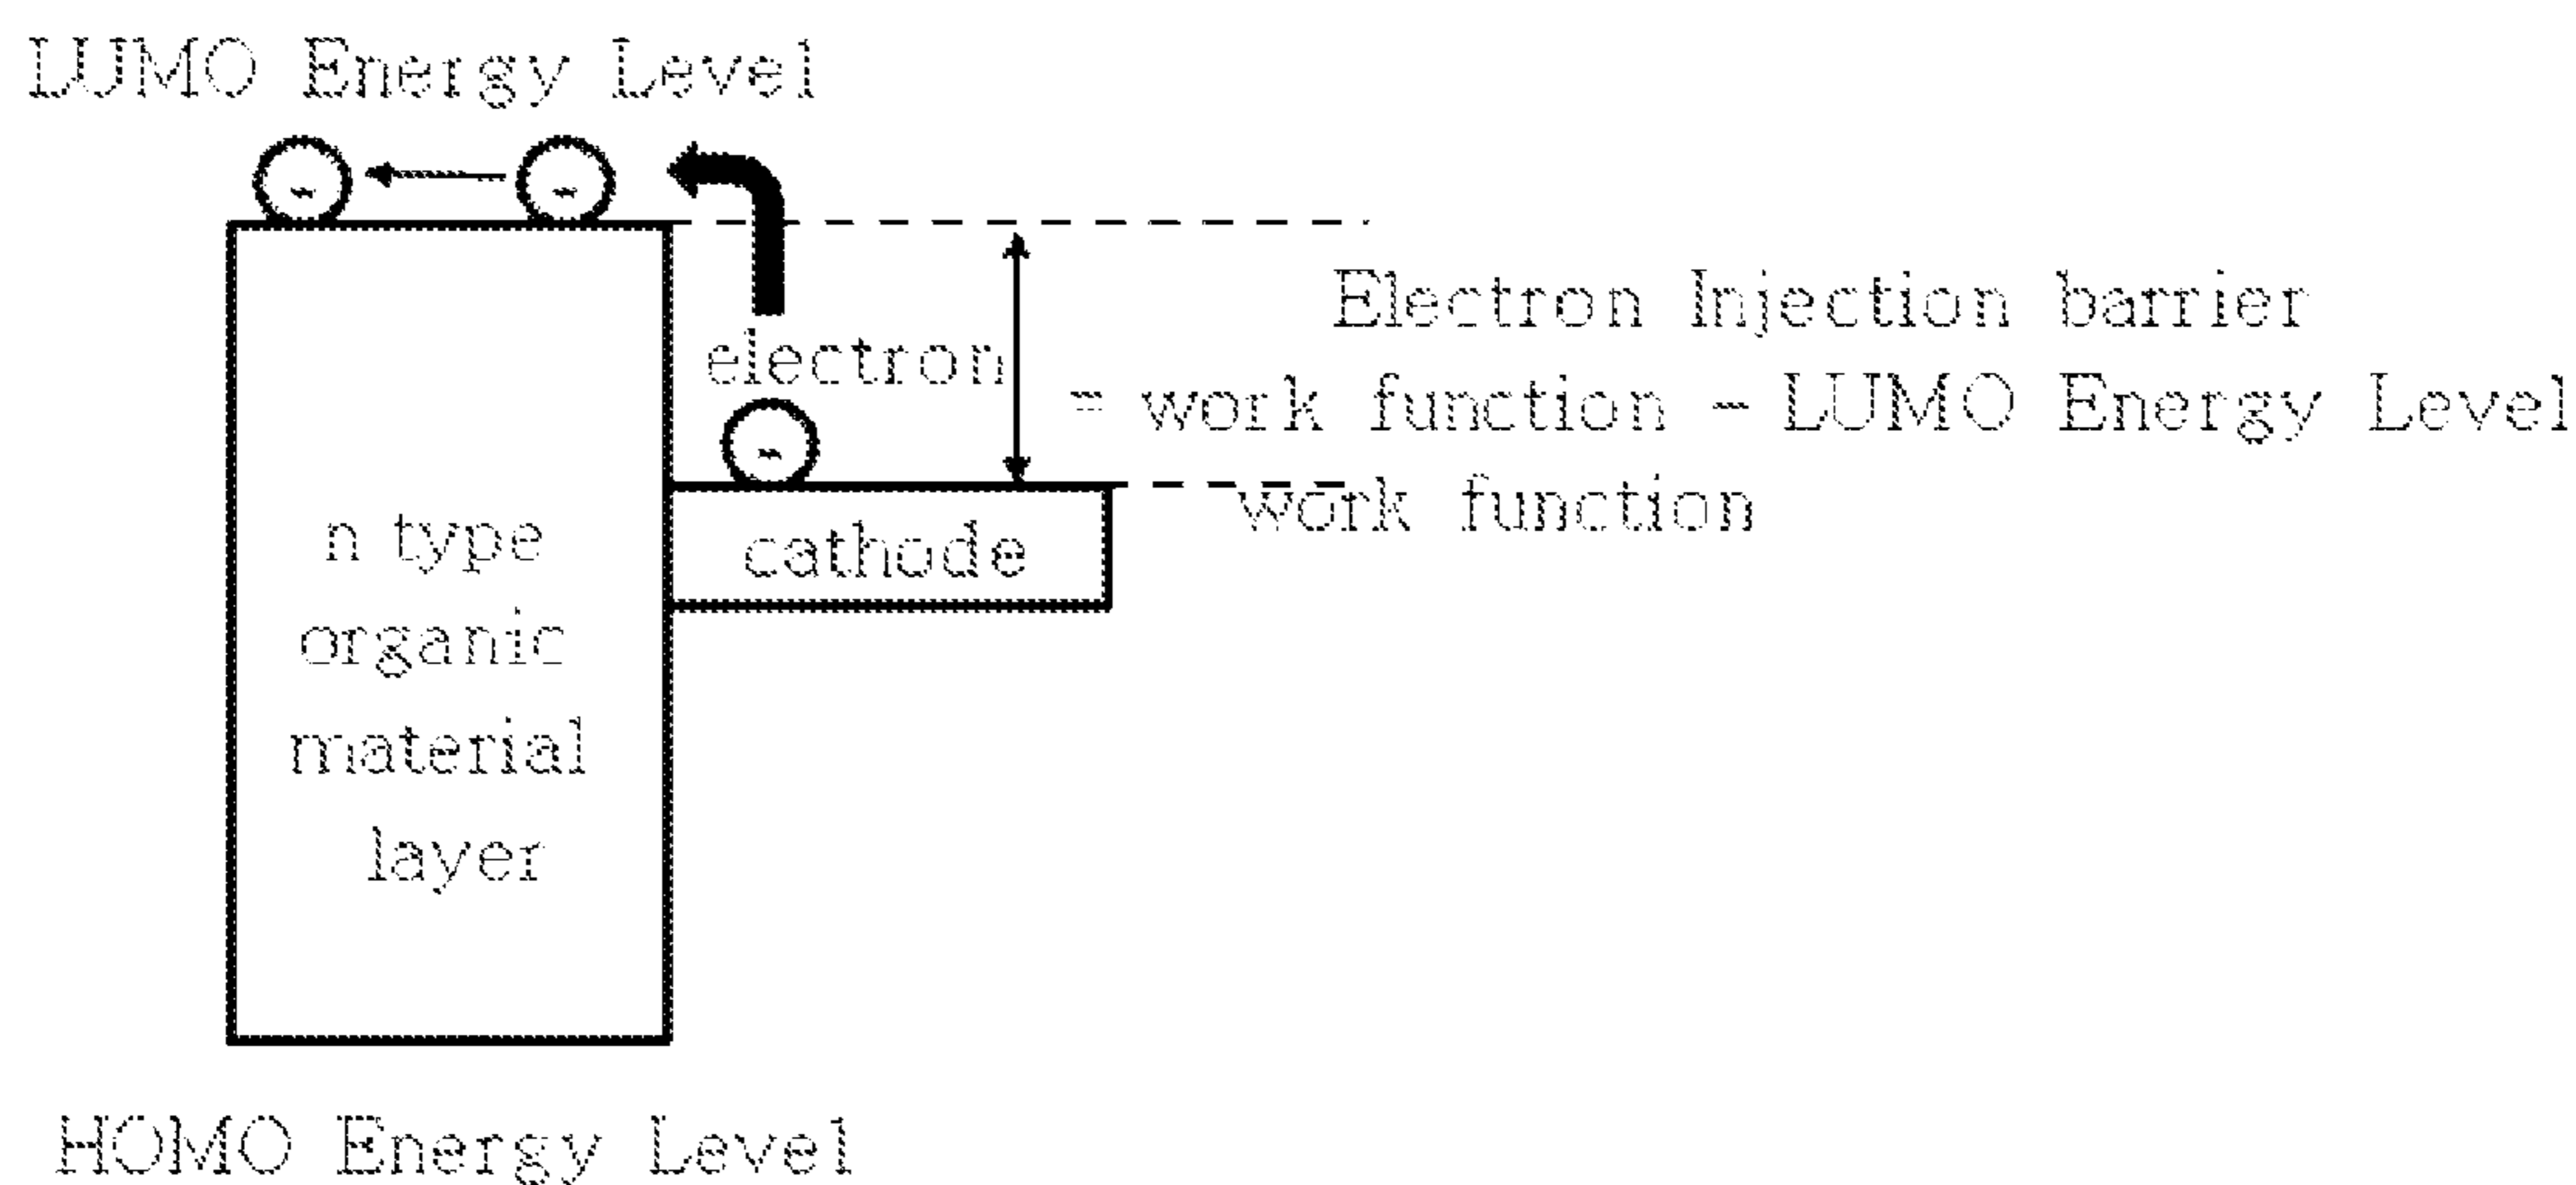 LUMO Energy Level
-
-
Electron Injection barrier
electron
= work function - LUMO Energy Level
-
work function
n type
organic
material
layer
cathode
HOMO Energy Level